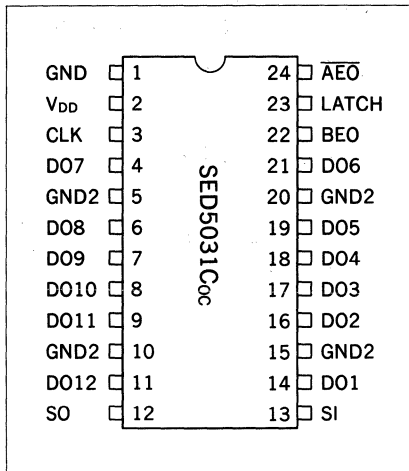 GND 1 24 A̅E̅O̅
VDD 2 23 LATCH
CLK 3 22 BEO
DO7 4 21 DO6
GND2 5 20 GND2
DO8 6 19 DO5
DO9 7 18 DO4
DO10 8 17 DO3
DO11 9 16 DO2
GND2 10 15 GND2
DO12 11 14 DO1
SO 12 13 SI
SED5031C0C